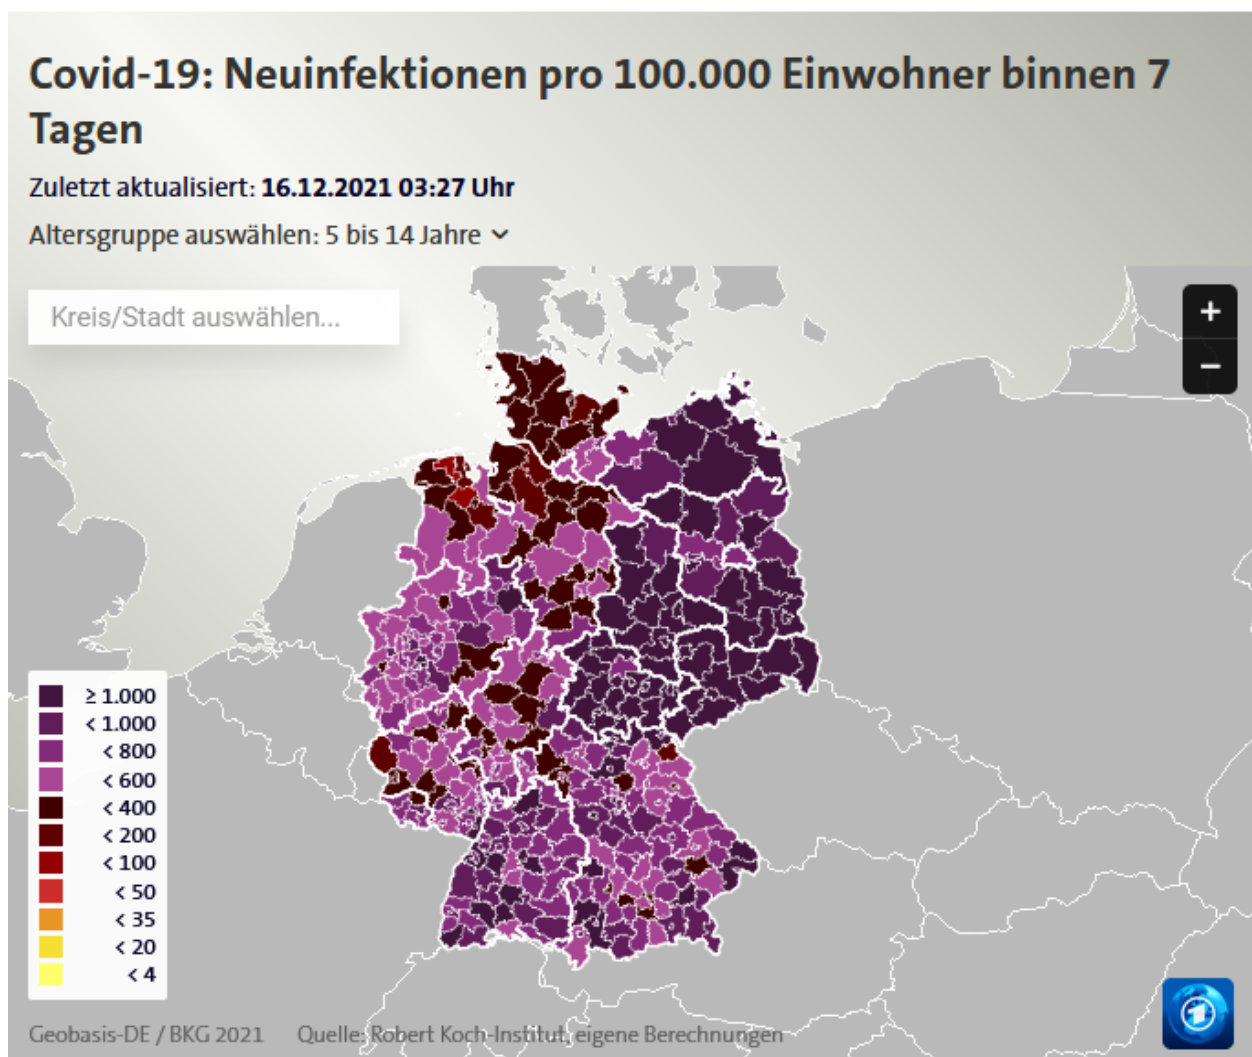 Covid-19: Neuinfektionen pro 100.000 Einwohner binnen 7
Tagen
Zuletzt aktualisiert: 16.12.2021 03:27 Uhr
Altersgruppe auswählen: 5 bis 14 Jahre
Kreis/Stadt auswählen...
+
−
≥ 1.000
< 1.000
< 800
< 600
< 400
< 200
< 100
< 50
< 35
< 20
< 4
Geobasis-DE / BKG 2021 Quelle: Robert Koch-Institut, eigene Berechnungen
1